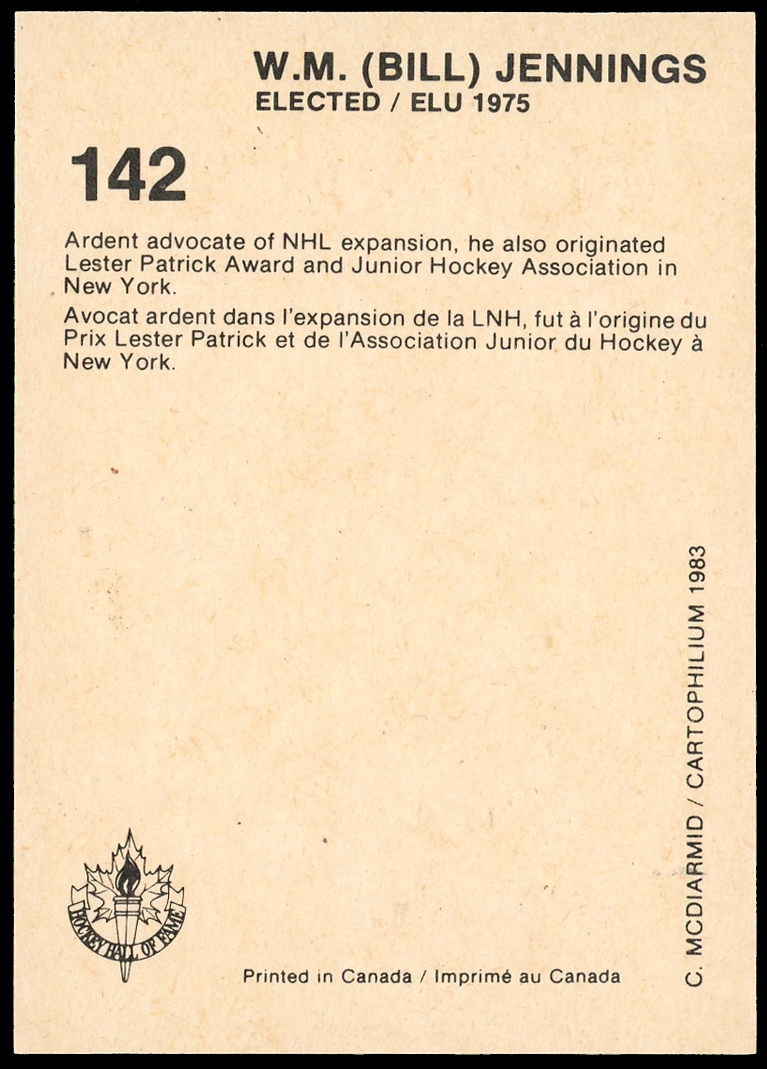 W.M. (BILL) JENNINGS
ELECTED / ELU 1975
142
Ardent advocate of NHL expansion, he also originated
Lester Patrick Award and Junior Hockey Association in
New York.
Avocat ardent dans l'expansion de la LNH, fut à l'origine du
Prix Lester Patrick et de l'Association Junior du Hockey à
New York.
C. MCDIARMID / CARTOPHILIUM 1983
HOCKEY HALL OF FAME
Printed in Canada / Imprimé au Canada